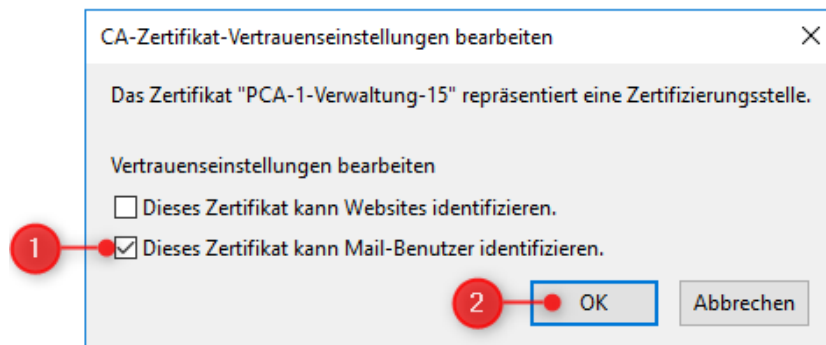 CA-Zertifikat-Vertrauenseinstellungen bearbeiten
Das Zertifikat "PCA-1-Verwaltung-15" repräsentiert eine Zertifizierungsstelle.
Vertrauenseinstellungen bearbeiten
Dieses Zertifikat kann Websites identifizieren.
1 Dieses Zertifikat kann Mail-Benutzer identifizieren.
2 OK Abbrechen